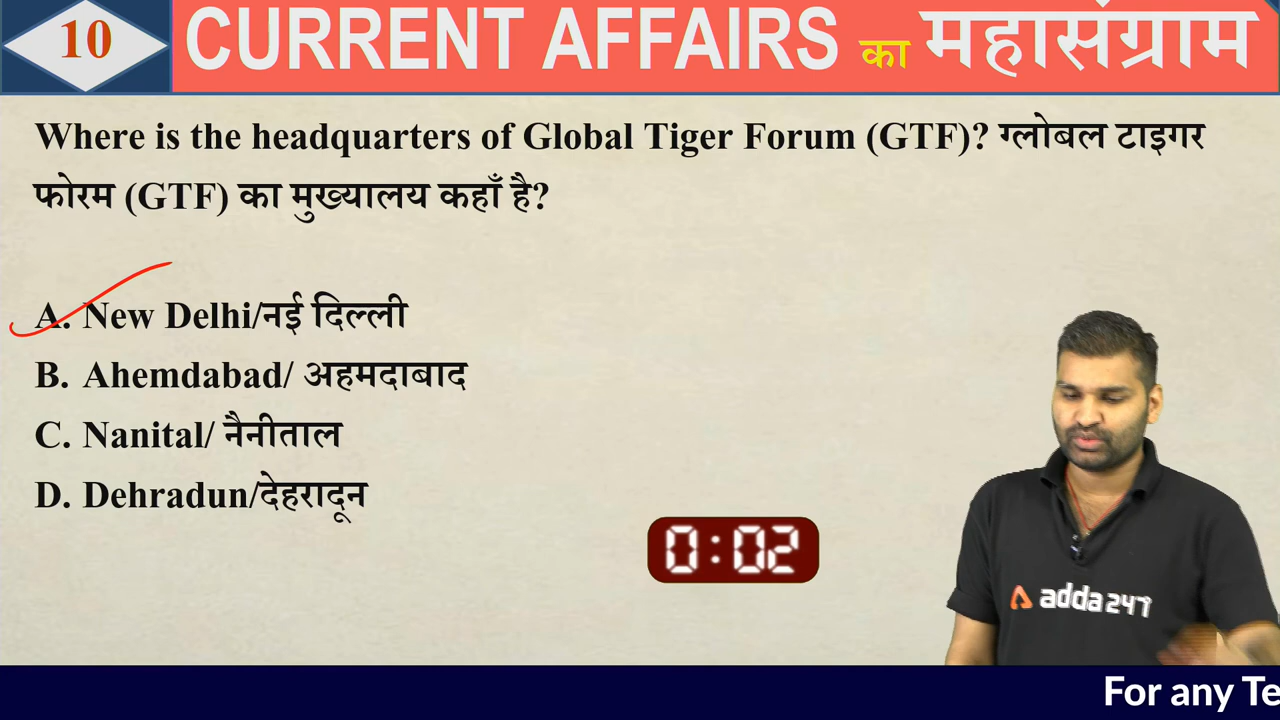 10
CURRENT AFFAIRS का महासंग्राम
Where is the headquarters of Global Tiger Forum (GTF)? ग्लोबल टाइगर
फोरम (GTF) का मुख्यालय कहाँ है?
A. New Delhi/नई दिल्ली
B. Ahemdabad/ अहमदाबाद
C. Nanital/ नैनीताल
D. Dehradun/देहरादून
0:02
adda247
For any Te